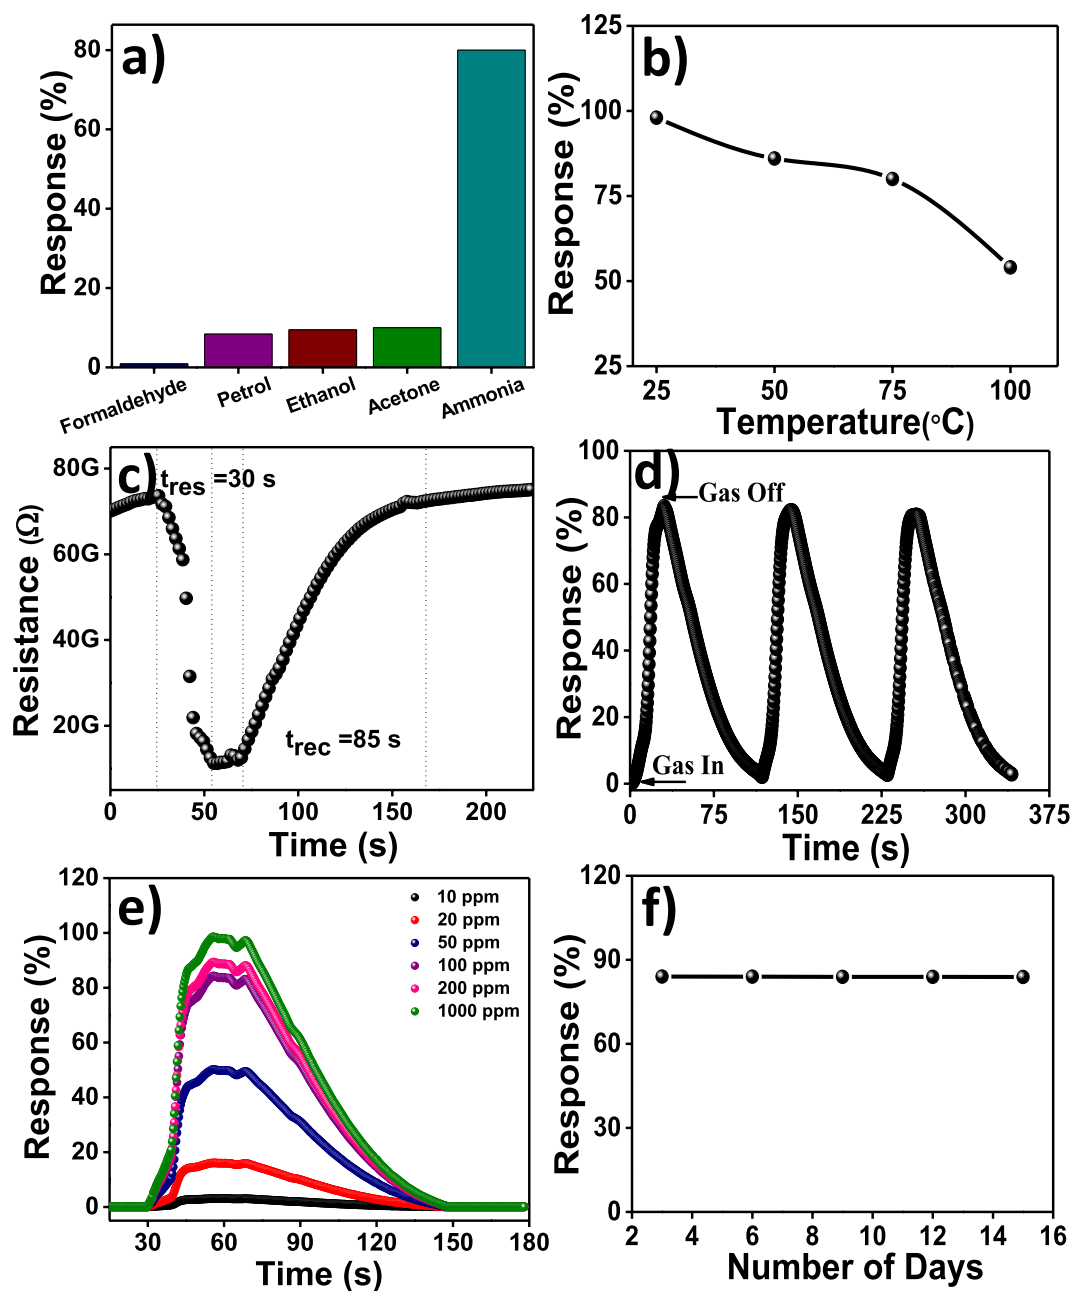 a)
Response (%)
80
60
40
20
0
Formaldehyde
Petrol
Ethanol
Acetone
Ammonia
b)
Response (%)
125
100
75
50
25
25 50 75 100
Temperature(°C)
c)
t_res =30 s
t_rec =85 s
Resistance (Ω)
80G
60G
40G
20G
0 50 100 150 200
Time (s)
d)
Gas Off
Gas In
Response (%)
100
80
60
40
20
0
0 75 150 225 300 375
Time (s)
e)
10 ppm
20 ppm
50 ppm
100 ppm
200 ppm
1000 ppm
Response (%)
120
100
80
60
40
20
0
30 60 90 120 150 180
Time (s)
f)
Response (%)
120
90
60
30
0
2 4 6 8 10 12 14 16
Number of Days